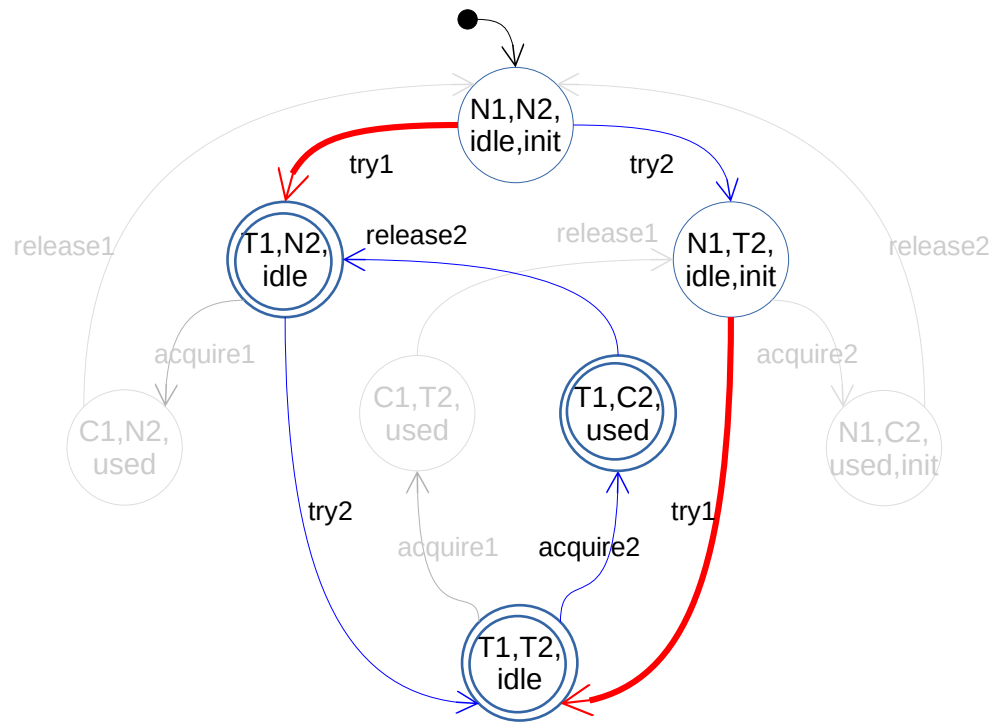 N1,N2,
idle,init
try1
try2
T1,N2,
idle
release2
release1
N1,T2,
idle,init
release1
release2
acquire1
acquire2
C1,N2,
used
C1,T2,
used
T1,C2,
used
N1,C2,
used,init
try2
try1
acquire1
acquire2
T1,T2,
idle